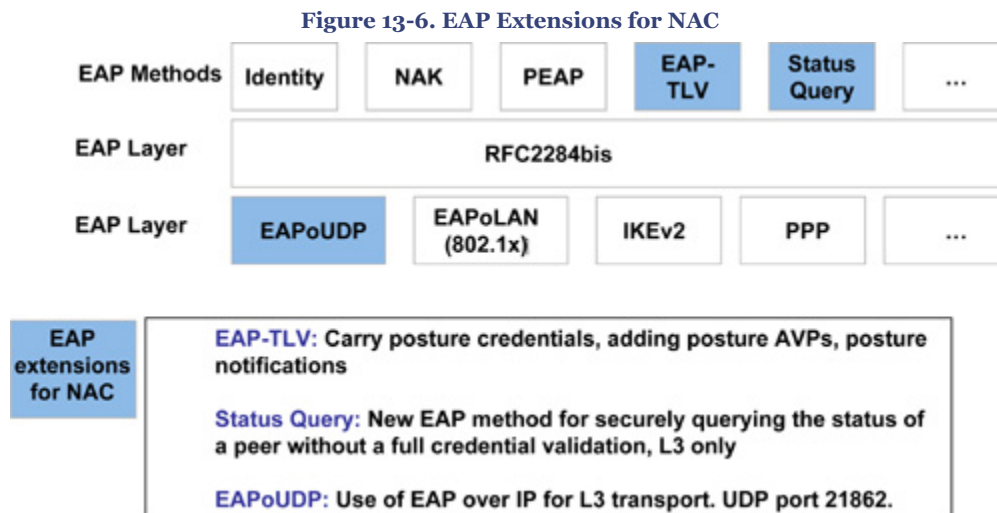 Figure 13-6. EAP Extensions for NAC
EAP Methods
Identity
NAK
PEAP
EAP-
TLV
Status
Query
...
EAP Layer
RFC2284bis
EAP Layer
EAPoUDP
EAPoLAN
(802.1x)
IKEv2
PPP
...
EAP
extensions
for NAC
EAP-TLV: Carry posture credentials, adding posture AVPs, posture
notifications
Status Query: New EAP method for securely querying the status of
a peer without a full credential validation, L3 only
EAPoUDP: Use of EAP over IP for L3 transport. UDP port 21862.